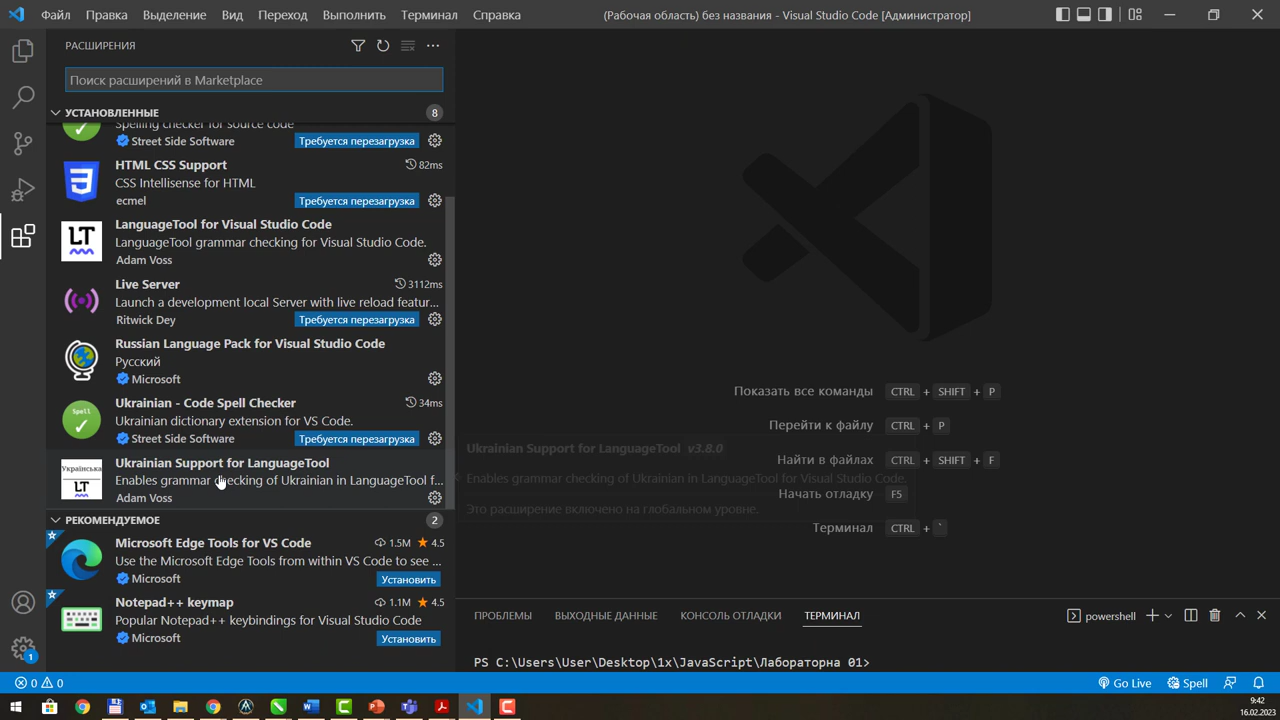 Файл Правка Выделение Вид Переход Выполнить Терминал Справка (Рабочая область) без названия - Visual Studio Code [Администратор]
РАСШИРЕНИЯ
Поиск расширений в Marketplace
УСТАНОВЛЕННЫЕ 8
Spelling checker for source code
Street Side Software Требуется перезагрузка
HTML CSS Support 82ms
CSS Intellisense for HTML
ecmel Требуется перезагрузка
LanguageTool for Visual Studio Code
LT
LanguageTool grammar checking for Visual Studio Code.
Adam Voss
Live Server 3112ms
Launch a development local Server with live reload featur...
Ritwick Dey Требуется перезагрузка
Russian Language Pack for Visual Studio Code
Русский
Microsoft
Ukrainian - Code Spell Checker 34ms
Spell
Ukrainian dictionary extension for VS Code.
Street Side Software Требуется перезагрузка
Ukrainian Support for LanguageTool
Українська
LT
Enables grammar checking of Ukrainian in LanguageTool f...
Adam Voss
РЕКОМЕНДУЕМОЕ 2
Microsoft Edge Tools for VS Code 1.5M 4.5
Use the Microsoft Edge Tools from within VS Code to see ...
Microsoft Установить
Notepad++ keymap 1.1M 4.5
Popular Notepad++ keybindings for Visual Studio Code
Microsoft Установить
Показать все команды CTRL + SHIFT + P
Перейти к файлу CTRL + P
Ukrainian Support for LanguageTool v3.8.0
Найти в файлах CTRL + SHIFT + F
Enables grammar checking of Ukrainian in LanguageTool for Visual Studio Code.
Начать отладку F5
Это расширение включено на глобальном уровне.
Терминал CTRL + `
ПРОБЛЕМЫ ВЫХОДНЫЕ ДАННЫЕ КОНСОЛЬ ОТЛАДКИ ТЕРМИНАЛ powershell
PS C:\Users\User\Desktop\1x\JavaScript\Лабораторна 01>
1
0 0 Go Live Spell
9:42
16.02.2023